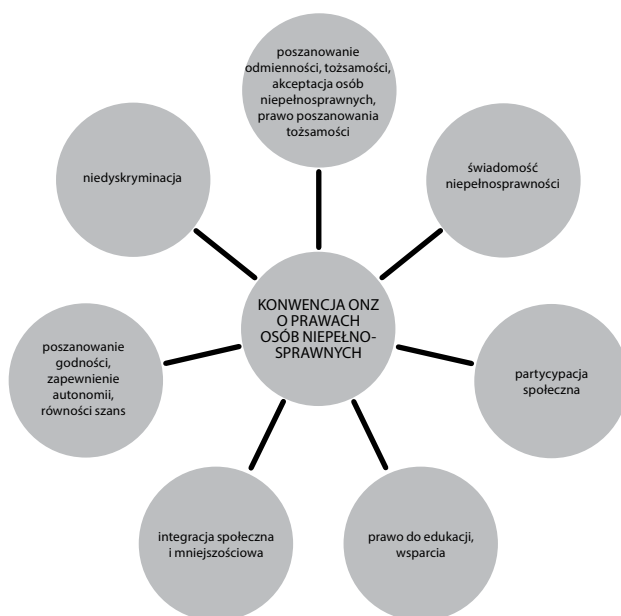 poszanowanie
odmienności, tożsamości,
akceptacja osób
niepełnosprawnych,
prawo poszanowania
tożsamości
niedyskryminacja
świadomość
niepełnosprawności
KONWENCJA ONZ
O PRAWACH
OSÓB NIEPEŁNO-
SPRAWNYCH
poszanowanie
godności,
zapewnienie
autonomii,
równości szans
partycypacja
społeczna
integracja społeczna
i mniejszościowa
prawo do edukacji,
wsparcia